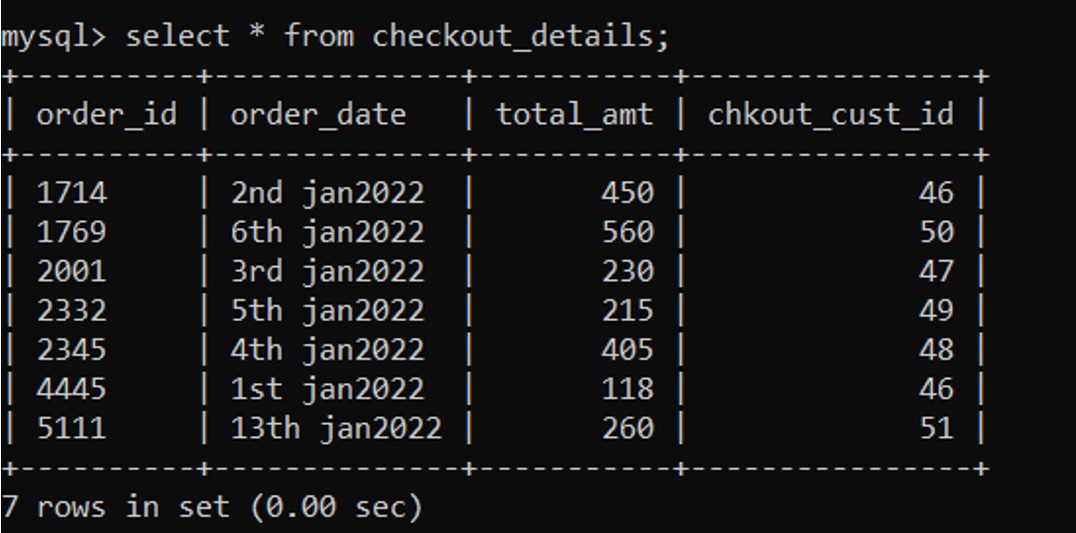 mysql> select * from checkout_details;
+----------+--------------+-----------+----------------+
| order_id | order_date   | total_amt | chkout_cust_id |
+----------+--------------+-----------+----------------+
| 1714     | 2nd jan2022  |       450 |             46 |
| 1769     | 6th jan2022  |       560 |             50 |
| 2001     | 3rd jan2022  |       230 |             47 |
| 2332     | 5th jan2022  |       215 |             49 |
| 2345     | 4th jan2022  |       405 |             48 |
| 4445     | 1st jan2022  |       118 |             46 |
| 5111     | 13th jan2022 |       260 |             51 |
+----------+--------------+-----------+----------------+
7 rows in set (0.00 sec)